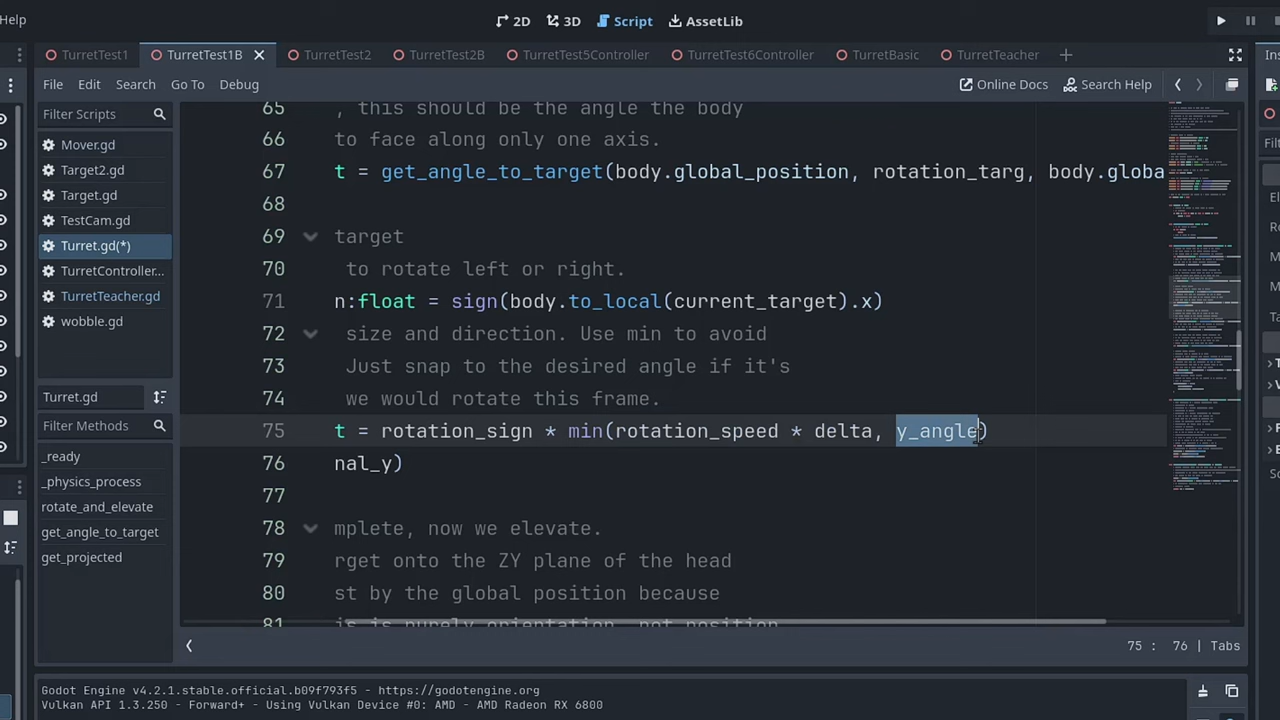 Help
2D
3D
Script
AssetLib
TurretTest1
TurretTest1B
TurretTest2
TurretTest2B
TurretTest5Controller
TurretTest6Controller
TurretBasic
TurretTeacher
File
Edit
Search
Go To
Debug
Online Docs
Search Help
Filter Scripts
Mover.gd
Target2.gd
Target.gd
TestCam.gd
Turret.gd(*)
TurretController...
TurretTeacher.gd
wobble.gd
Turret.gd
Filter Methods
_ready
_physics_process
rotate_and_elevate
get_angle_to_target
get_projected
65 , this should be the angle the body
66 to face along only one axis.
67 t = get_angle_to_target(body.global_position, rotation_targ, body.globa
68
69 target
70 to rotate left or right.
71 n:float = sign(body.to_local(current_target).x)
72 size and direction. Use min to avoid
73 Just snap to the desired angle if it's
74 we would rotate this frame.
75 t = rotation_sign * min(rotation_speed * delta, y_angle)
76 nal_y)
77
78 mplete, now we elevate.
79 rget onto the ZY plane of the head
80 st by the global position because
81 is is purely orientation, not position
75 : 76 | Tabs
Godot Engine v4.2.1.stable.official.b09f793f5 - https://godotengine.org
Vulkan API 1.3.250 - Forward+ - Using Vulkan Device #0: AMD - AMD Radeon RX 6800